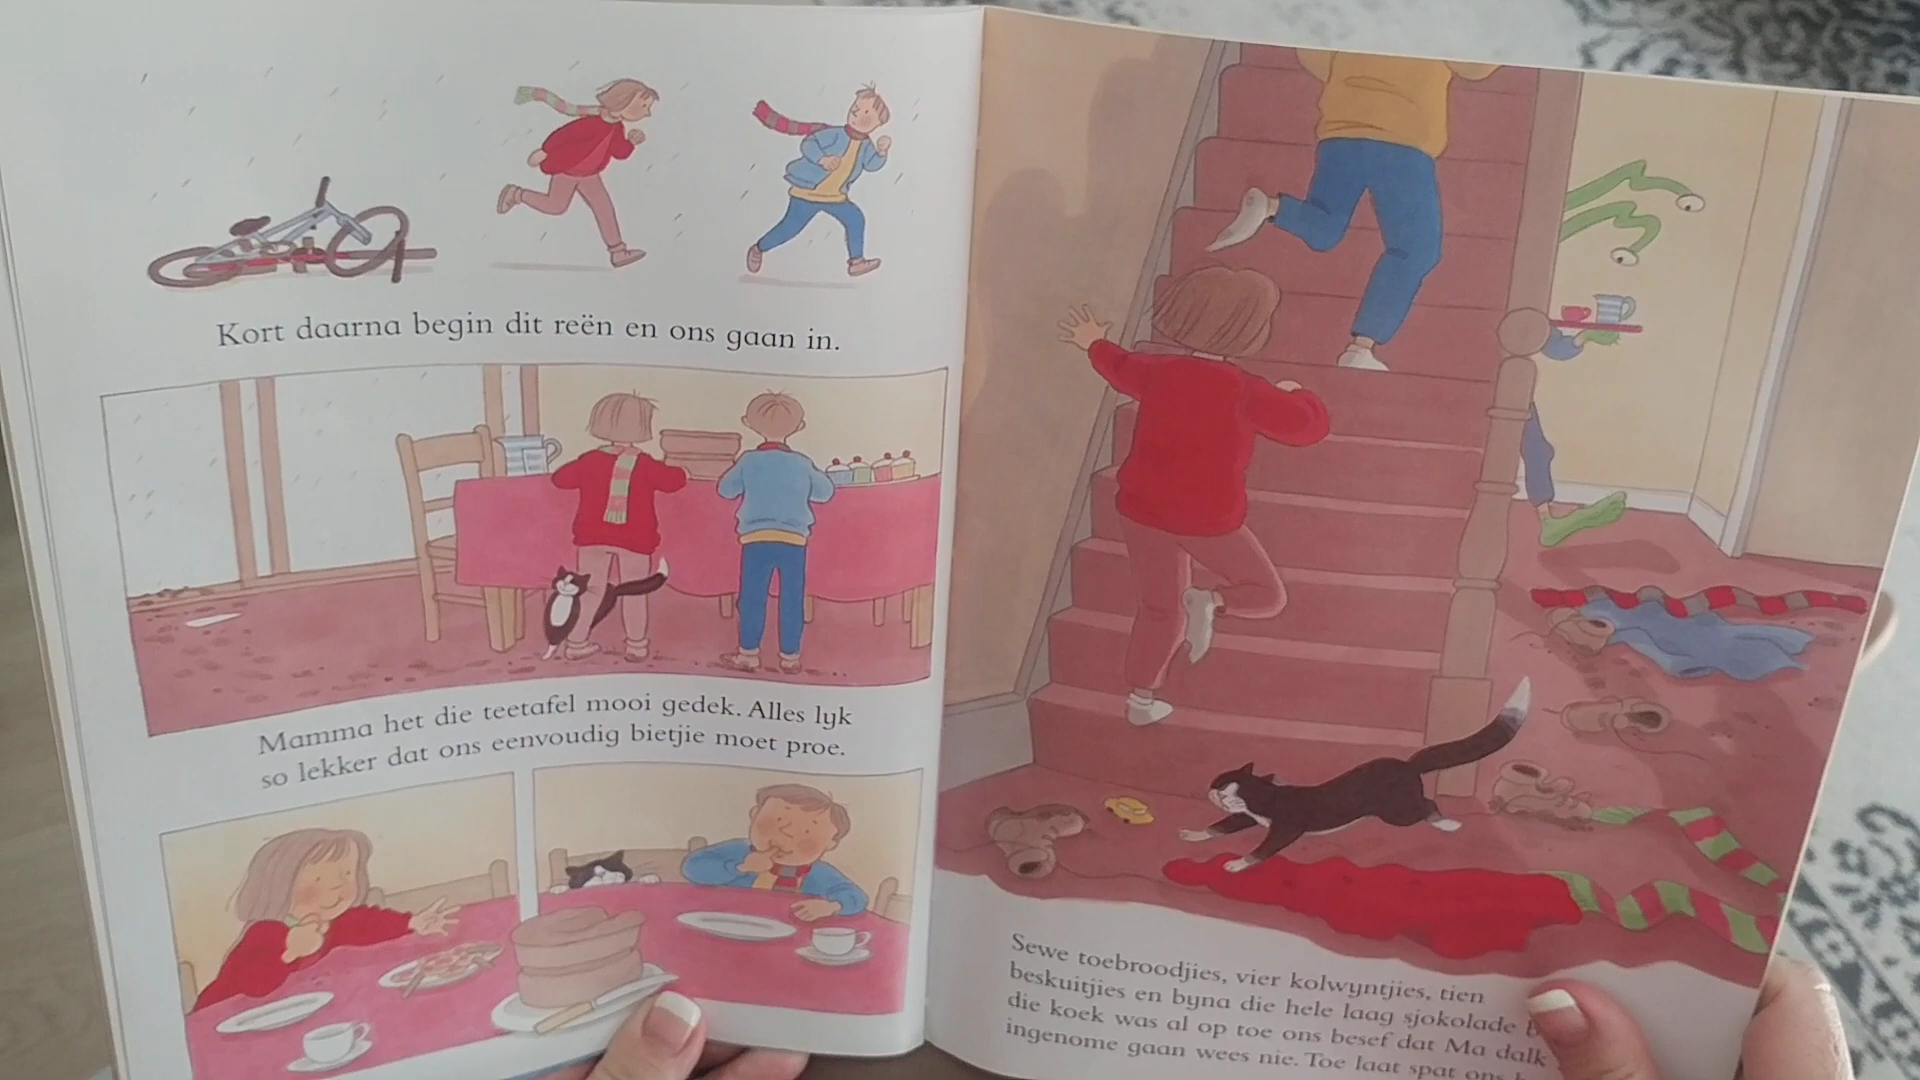 Kort daarna begin dit reën en ons gaan in.
Mamma het die teetafel mooi gedek. Alles lyk
so lekker dat ons eenvoudig bietjie moet proe.
Sewe toebroodjies, vier kolwyntjies, tien
beskuitjies en byna die hele laag sjokolade
die koek was al op toe ons besef dat Ma dalk
ingenome gaan wees nie. Toe laat spat ons